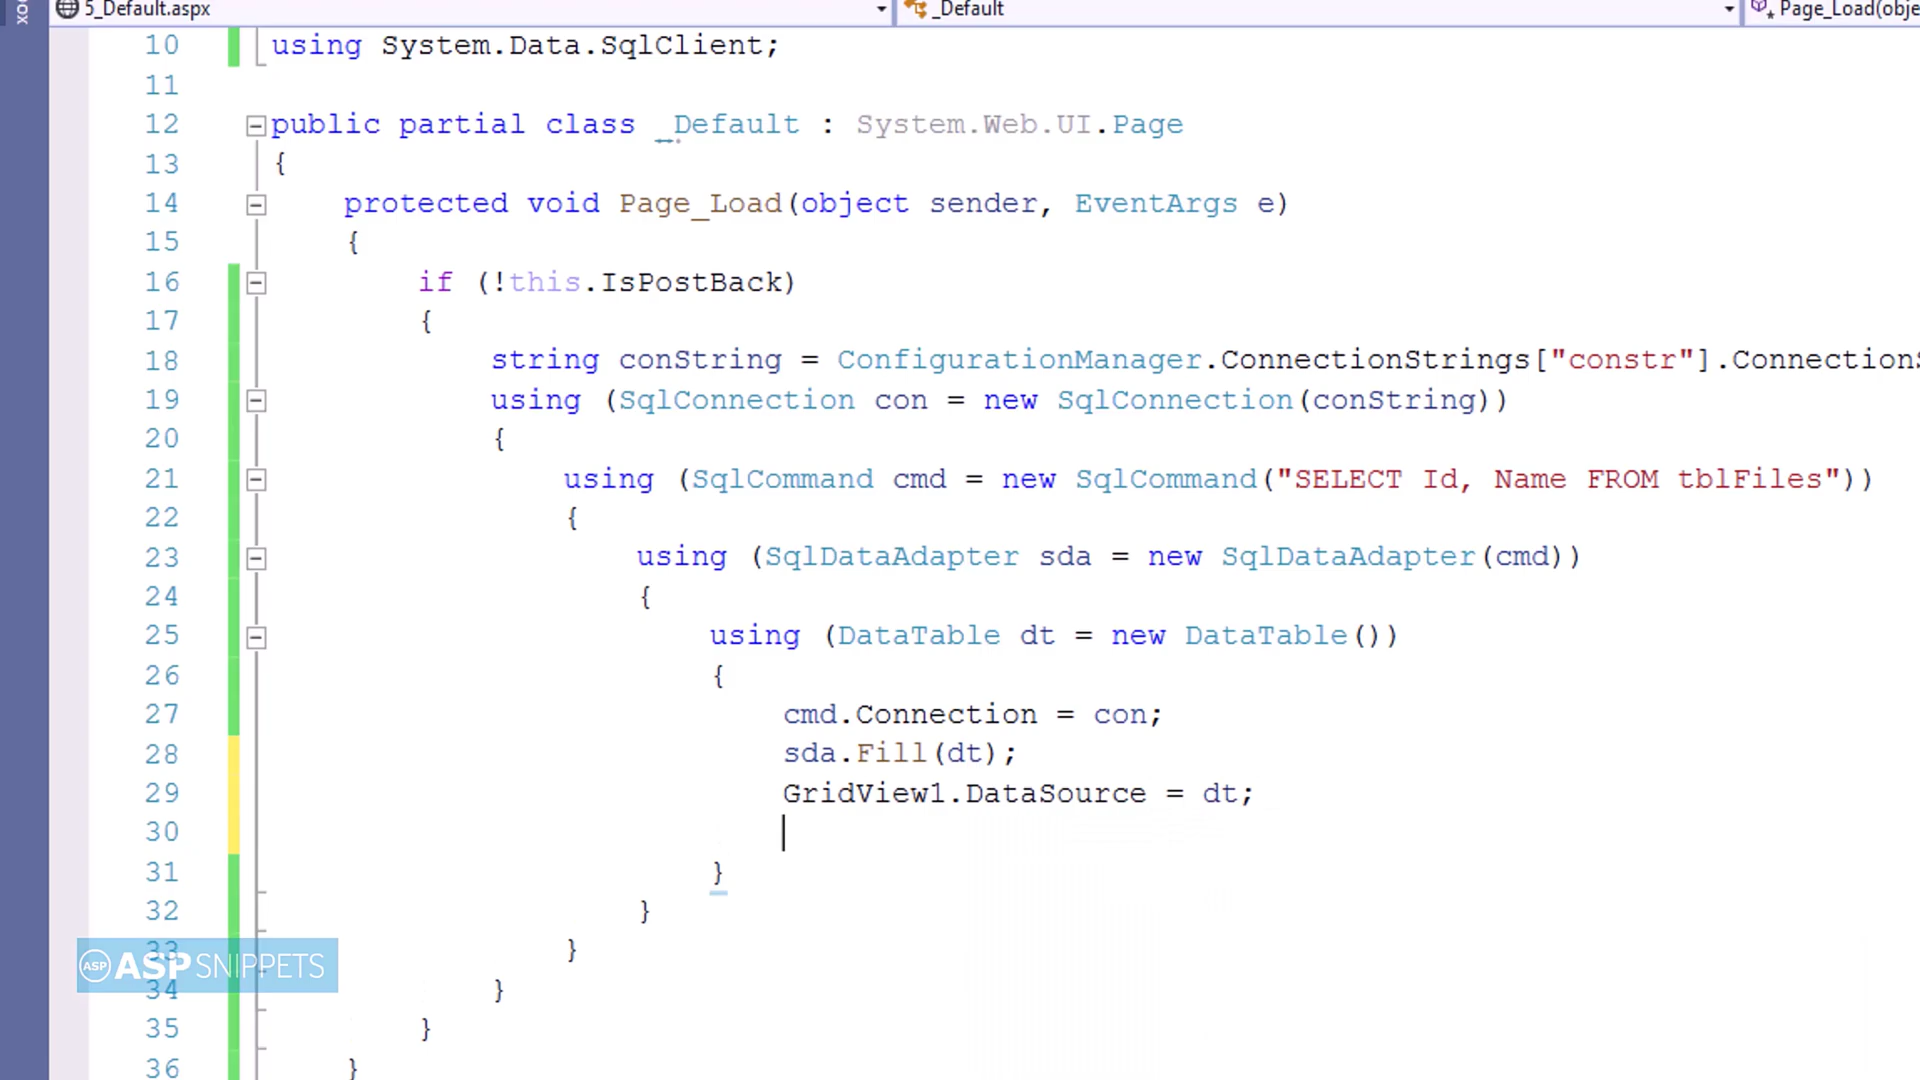 5_Default.aspx _Default Page_Load(obje
10 using System.Data.SqlClient;
11
12 public partial class _Default : System.Web.UI.Page
13 {
14 protected void Page_Load(object sender, EventArgs e)
15 {
16 if (!this.IsPostBack)
17 {
18 string conString = ConfigurationManager.ConnectionStrings["constr"].ConnectionS
19 using (SqlConnection con = new SqlConnection(conString))
20 {
21 using (SqlCommand cmd = new SqlCommand("SELECT Id, Name FROM tblFiles"))
22 {
23 using (SqlDataAdapter sda = new SqlDataAdapter(cmd))
24 {
25 using (DataTable dt = new DataTable())
26 {
27 cmd.Connection = con;
28 sda.Fill(dt);
29 GridView1.DataSource = dt;
30
31 }
32 }
33 }
ASP ASPSNIPPETS
34 }
35 }
36 }